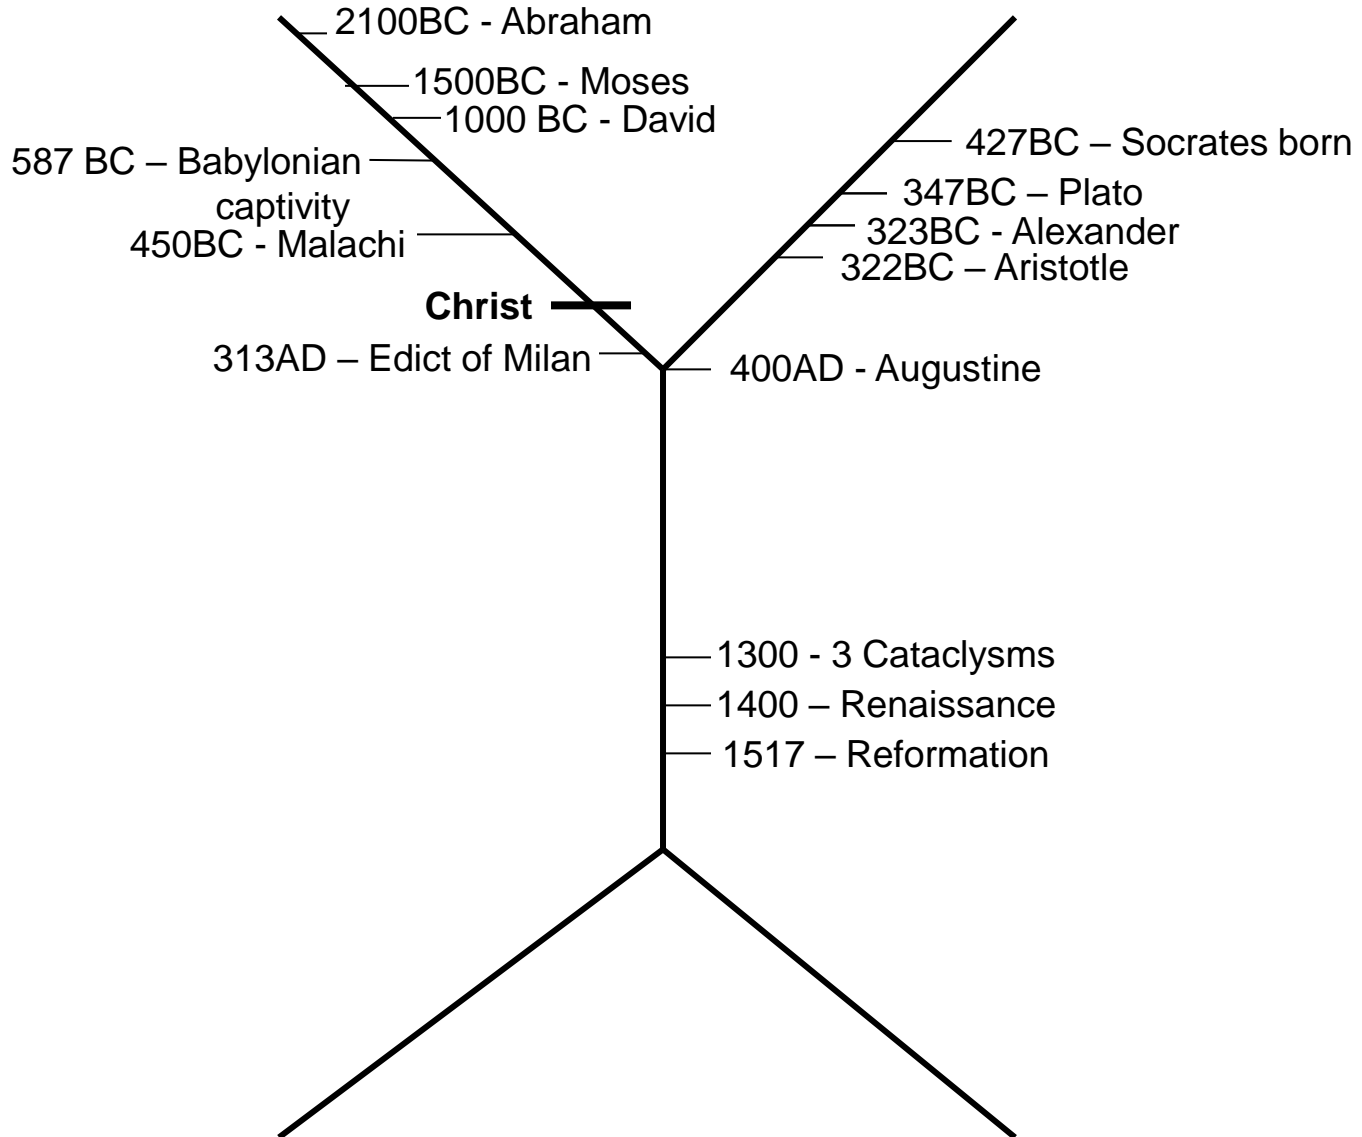 2100BC - Abraham
1500BC - Moses
1000 BC - David
587 BC – Babylonian
captivity
450BC - Malachi
Christ
313AD – Edict of Milan
427BC – Socrates born
347BC – Plato
323BC - Alexander
322BC – Aristotle
400AD - Augustine
1300 - 3 Cataclysms
1400 – Renaissance
1517 – Reformation